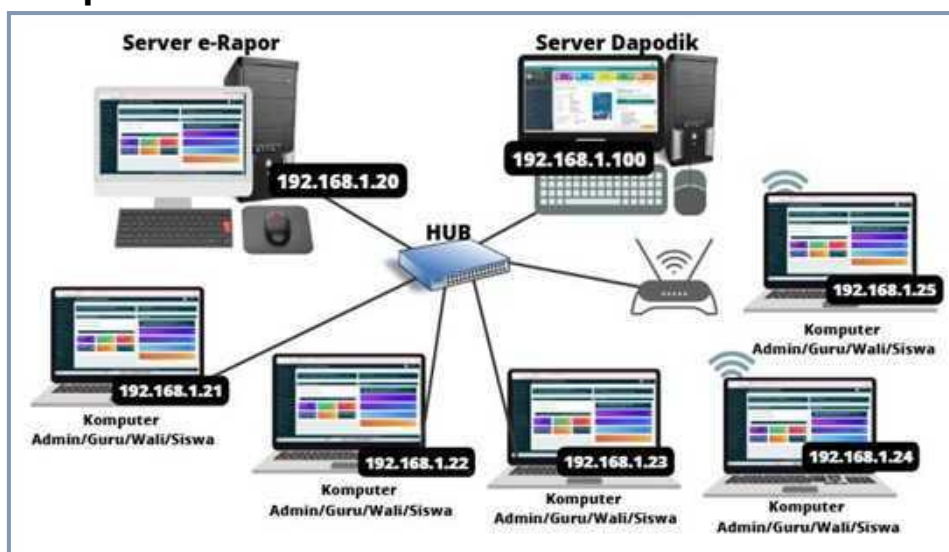 Server e-Rapor
Server Dapodik
192.168.1.20
192.168.1.100
HUB
192.168.1.25
Komputer
Admin/Guru/Wali/Siswa
192.168.1.21
Komputer
Admin/Guru/Wali/Siswa
192.168.1.22
Komputer
Admin/Guru/Wali/Siswa
192.168.1.23
Komputer
Admin/Guru/Wali/Siswa
192.168.1.24
Komputer
Admin/Guru/Wali/Siswa